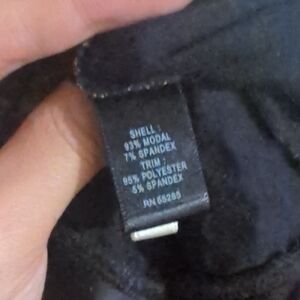 SHELL:
93% MODAL
7% SPANDEX
TRIM:
95% POLYESTER
5% SPANDEX